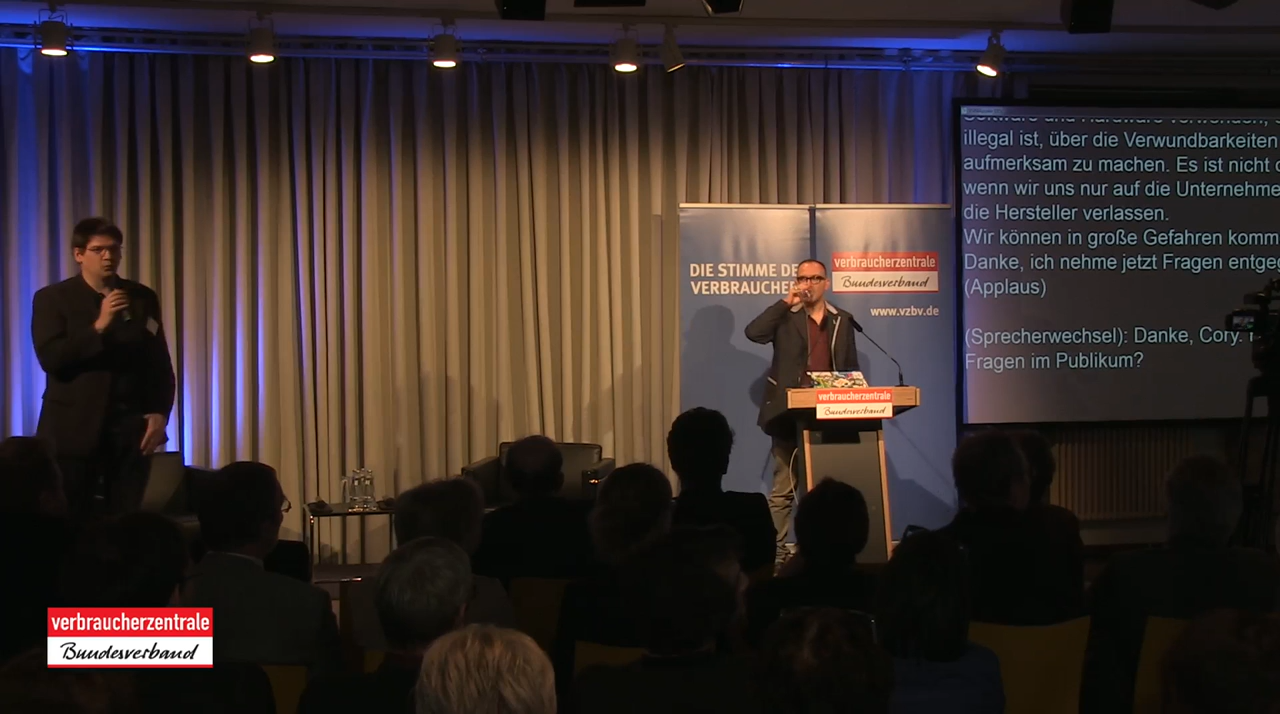 illegal ist, über die Verwundbarkeiten
aufmerksam zu machen. Es ist nicht
wenn wir uns nur auf die Unternehme
die Hersteller verlassen.
Wir können in große Gefahren komm
Danke, ich nehme jetzt Fragen entgeg
(Applaus)
(Sprecherwechsel): Danke, Cory.
Fragen im Publikum?
DIE STIMME DE
VERBRAUCHE
verbraucherzentrale
Bundesverband
www.vzbv.de
verbraucherzentrale
Bundesverband
verbraucherzentrale
Bundesverband